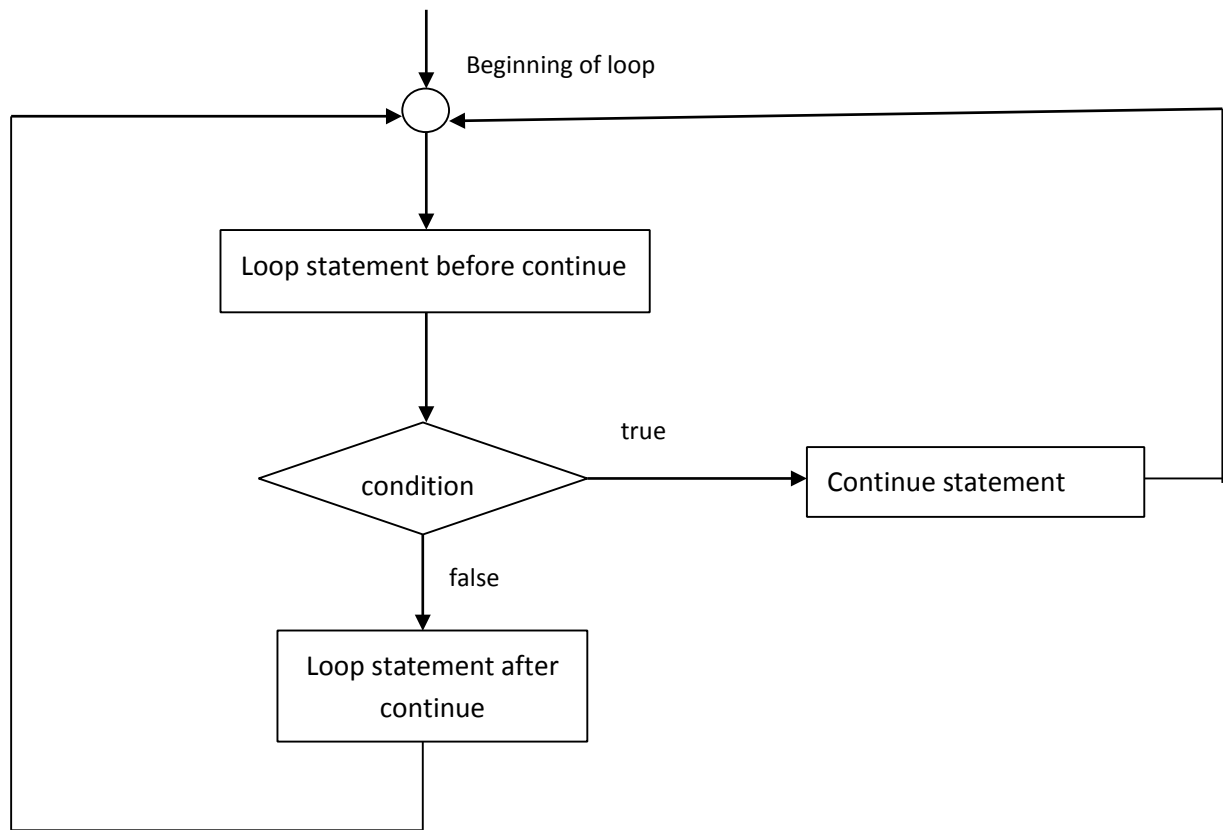 Beginning of loop
Loop statement before continue
true
condition
Continue statement
false
Loop statement after
continue